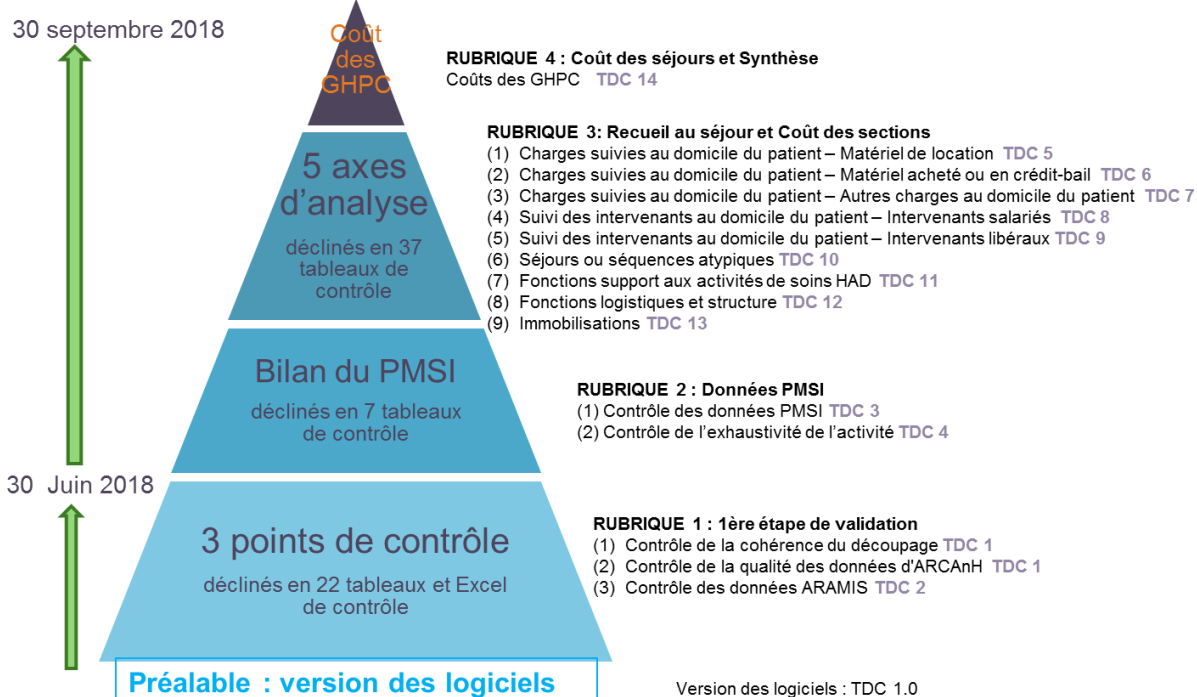 30 septembre 2018
Coût
des
GHPC
RUBRIQUE 4 : Coût des séjours et Synthèse
Coûts des GHPC TDC 14
5 axes
d'analyse
déclinés en 37
tableaux de
contrôle
RUBRIQUE 3: Recueil au séjour et Coût des sections
(1) Charges suivies au domicile du patient – Matériel de location TDC 5
(2) Charges suivies au domicile du patient – Matériel acheté ou en crédit-bail TDC 6
(3) Charges suivies au domicile du patient – Autres charges au domicile du patient TDC 7
(4) Suivi des intervenants au domicile du patient – Intervenants salariés TDC 8
(5) Suivi des intervenants au domicile du patient – Intervenants libéraux TDC 9
(6) Séjours ou séquences atypiques TDC 10
(7) Fonctions support aux activités de soins HAD TDC 11
(8) Fonctions logistiques et structure TDC 12
(9) Immobilisations TDC 13
Bilan du PMSI
déclinés en 7 tableaux
de contrôle
RUBRIQUE 2 : Données PMSI
(1) Contrôle des données PMSI TDC 3
(2) Contrôle de l'exhaustivité de l'activité TDC 4
30 Juin 2018
3 points de contrôle
déclinés en 22 tableaux et Excel
de contrôle
RUBRIQUE 1 : 1ère étape de validation
(1) Contrôle de la cohérence du découpage TDC 1
(2) Contrôle de la qualité des données d'ARCAnH TDC 1
(3) Contrôle des données ARAMIS TDC 2
Préalable : version des logiciels
Version des logiciels : TDC 1.0